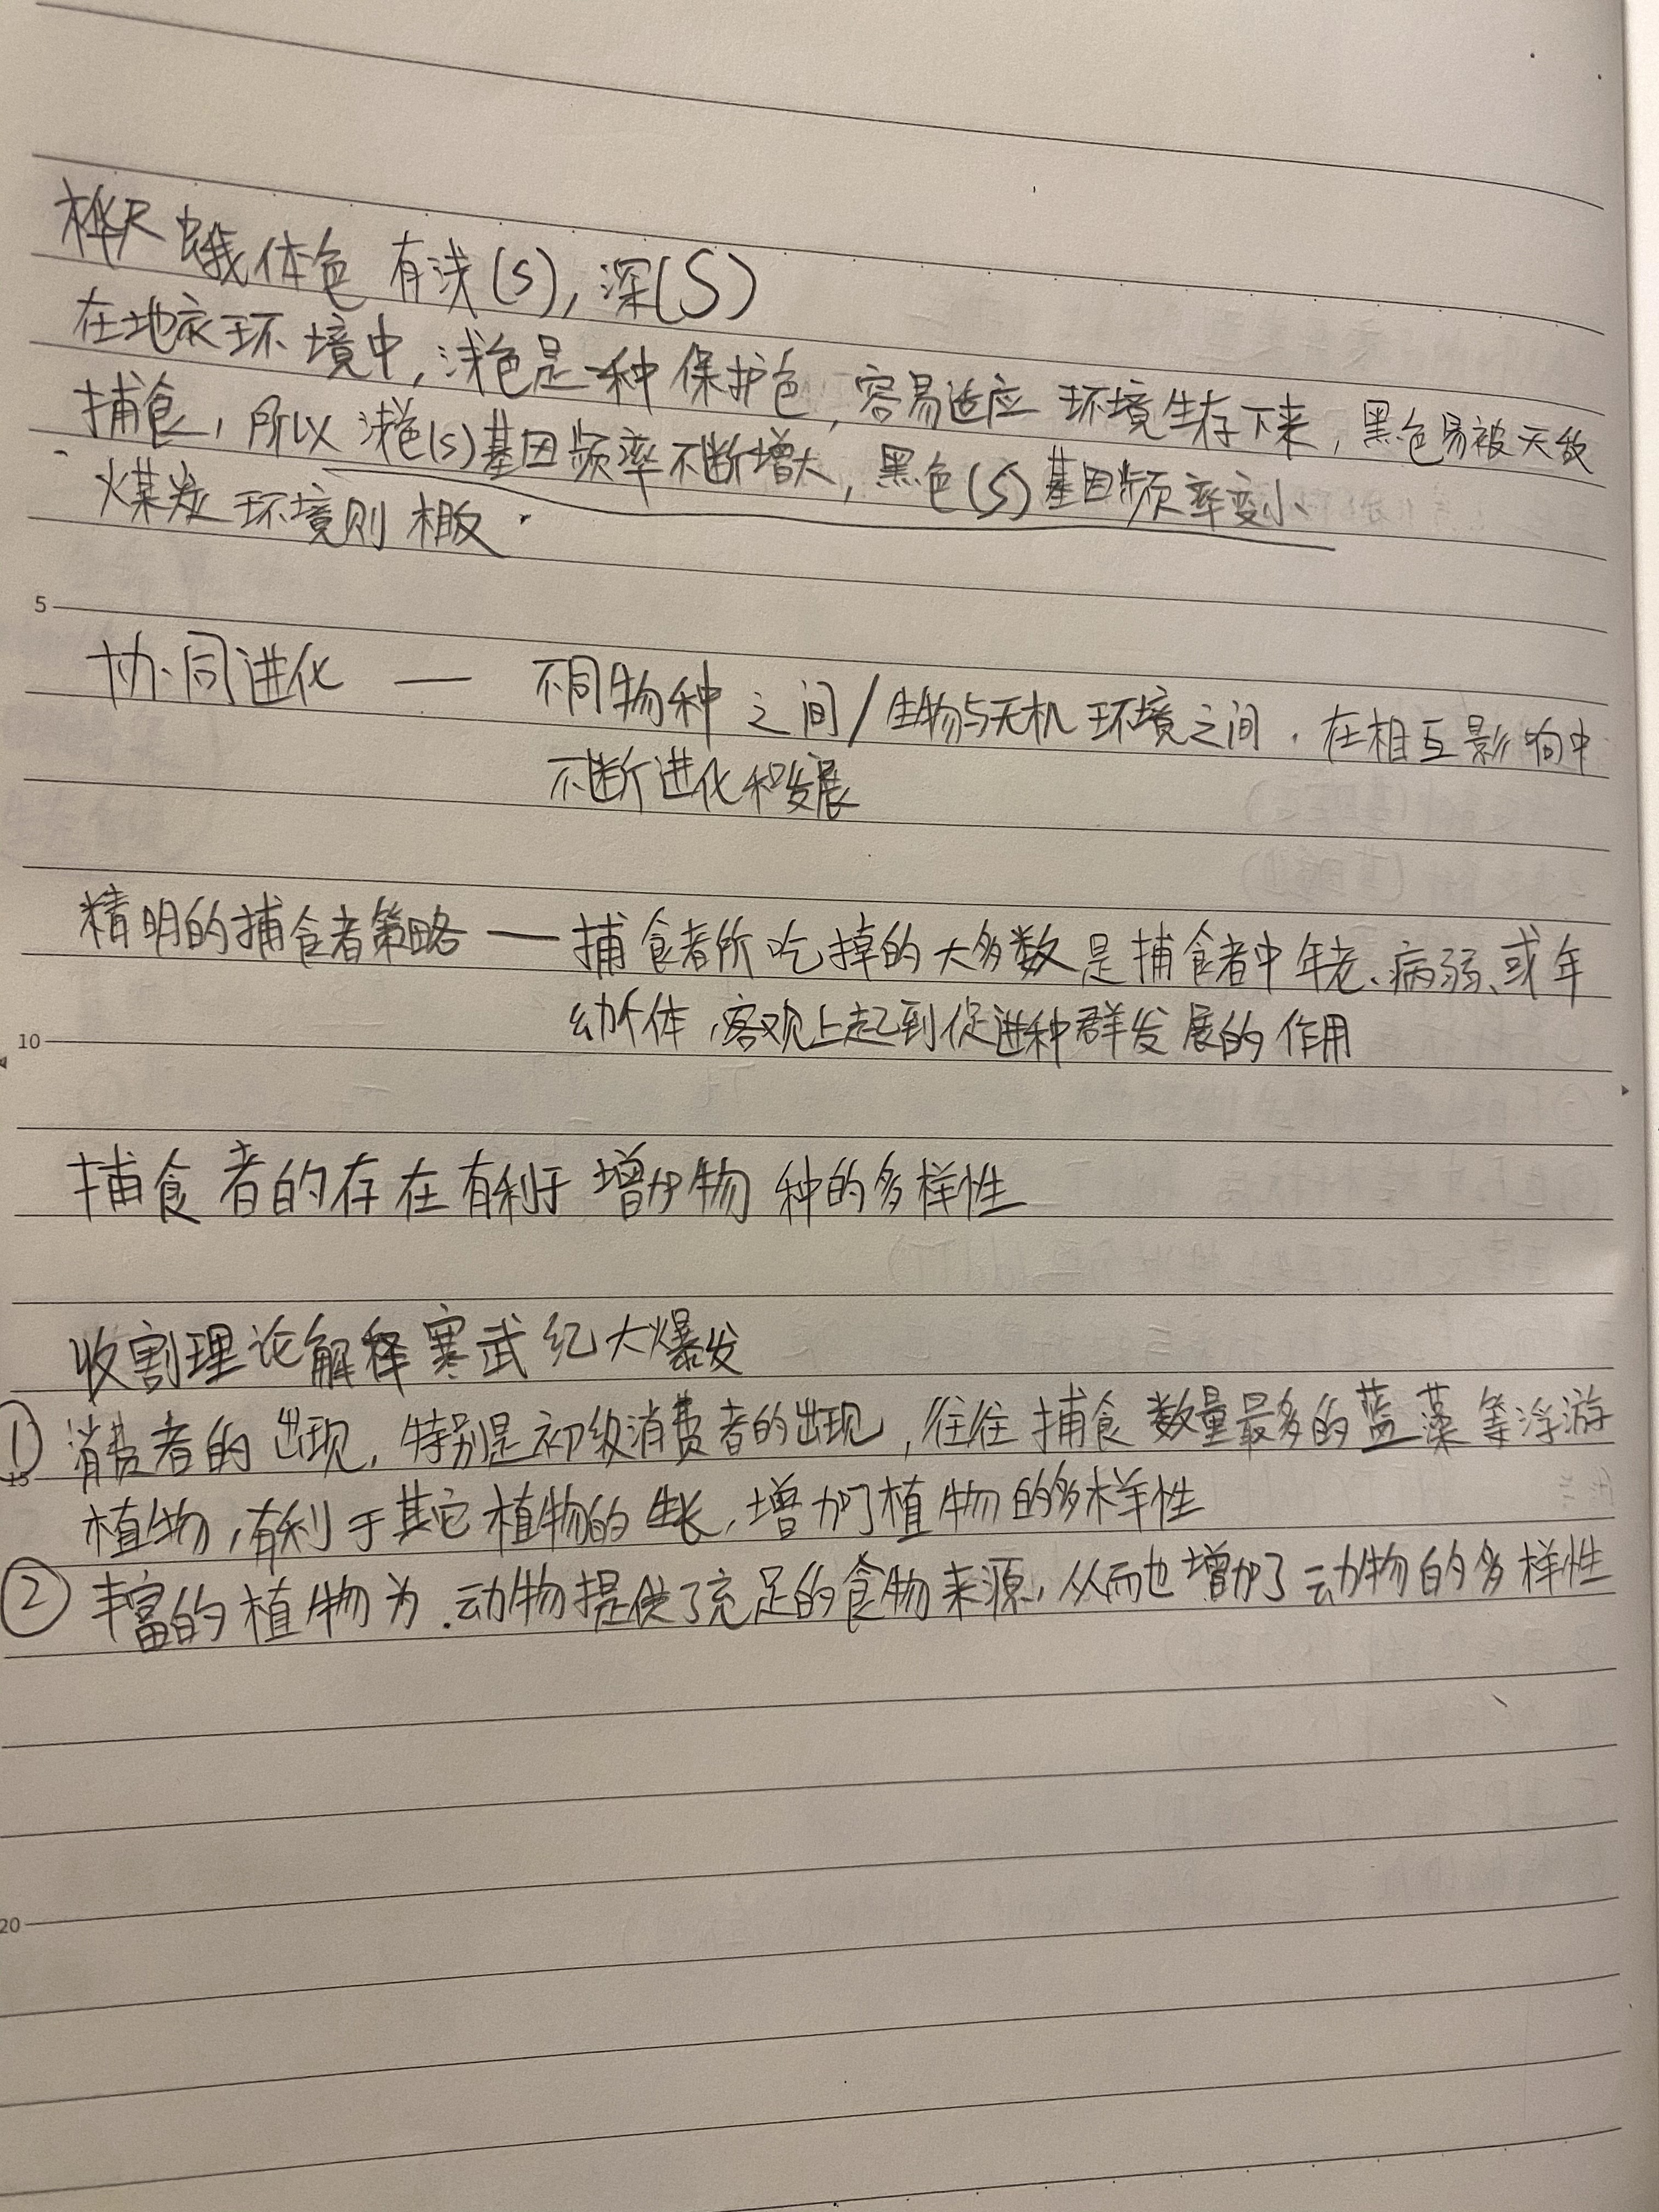 桦尺蠖体色 有浅(s),深(S)
在地衣环境中,浅色是一种保护色,容易适应环境生存下来,黑色易被天敌
捕食,所以浅色(s)基因频率不断增大,黑色(S)基因频率变小
煤炭环境则相反.
5
协同进化 — 不同物种之间/生物与无机环境之间.在相互影响中
不断进化和发展
精明的捕食者策略 — 捕食者所吃掉的大多数是捕食者中年老、病弱、或年
幼个体,客观上起到促进种群发展的作用
10
捕食者的存在有利于增加物种的多样性
收割理论解释寒武纪大爆发
① 消费者的出现,特别是初级消费者的出现,往往捕食数量最多的蓝藻等浮游
15
植物,有利于其它植物的生长,增加了植物的多样性
② 丰富的植物为.动物提供了充足的食物来源,从而也增加了动物的多样性
20